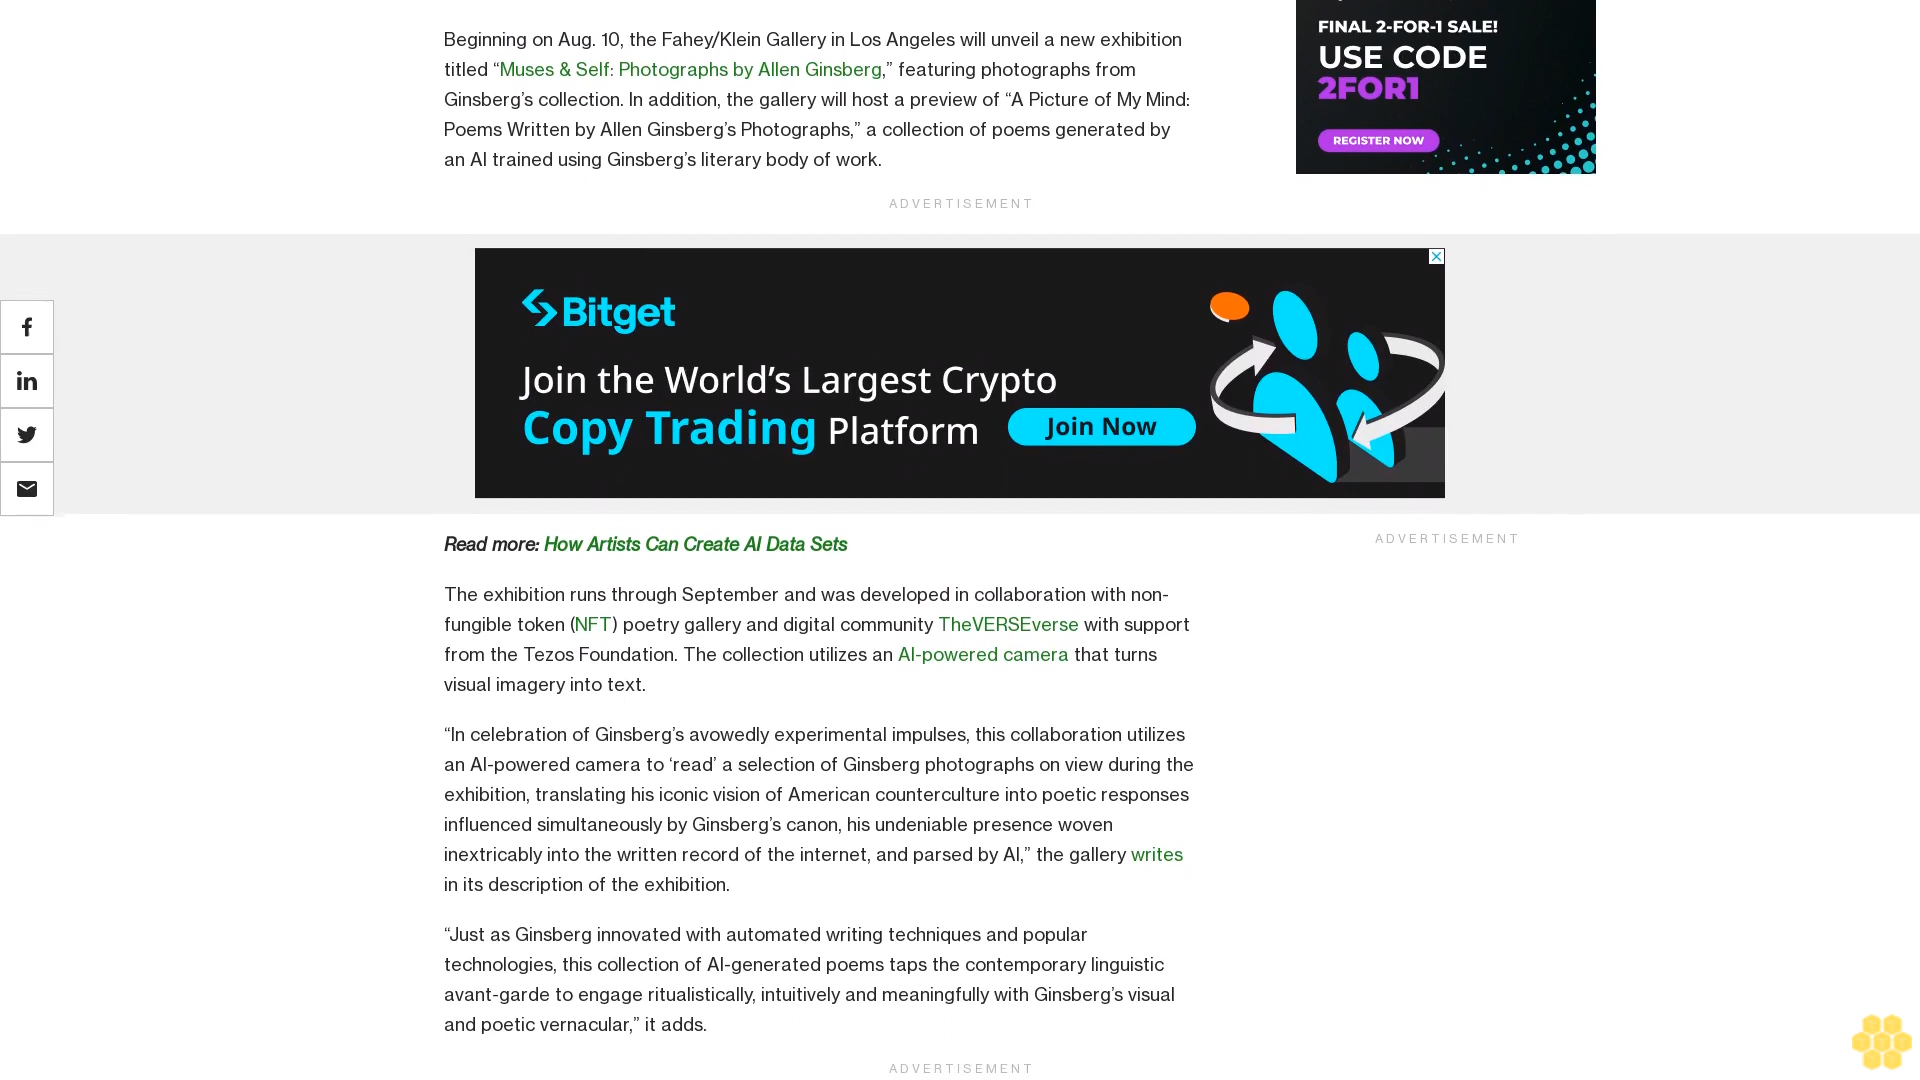 Beginning on Aug. 10, the Fahey/Klein Gallery in Los Angeles will unveil a new exhibition
titled “Muses & Self: Photographs by Allen Ginsberg,” featuring photographs from
Ginsberg’s collection. In addition, the gallery will host a preview of “A Picture of My Mind:
Poems Written by Allen Ginsberg’s Photographs,” a collection of poems generated by
an AI trained using Ginsberg’s literary body of work.
FINAL 2-FOR-1 SALE!
USE CODE
2FOR1
REGISTER NOW
ADVERTISEMENT
Bitget
Join the World’s Largest Crypto
Copy Trading Platform
Join Now
Read more: How Artists Can Create AI Data Sets
ADVERTISEMENT
The exhibition runs through September and was developed in collaboration with non-
fungible token (NFT) poetry gallery and digital community TheVERSEverse with support
from the Tezos Foundation. The collection utilizes an AI-powered camera that turns
visual imagery into text.
“In celebration of Ginsberg’s avowedly experimental impulses, this collaboration utilizes
an AI-powered camera to ‘read’ a selection of Ginsberg photographs on view during the
exhibition, translating his iconic vision of American counterculture into poetic responses
influenced simultaneously by Ginsberg’s canon, his undeniable presence woven
inextricably into the written record of the internet, and parsed by AI,” the gallery writes
in its description of the exhibition.
“Just as Ginsberg innovated with automated writing techniques and popular
technologies, this collection of AI-generated poems taps the contemporary linguistic
avant-garde to engage ritualistically, intuitively and meaningfully with Ginsberg’s visual
and poetic vernacular,” it adds.
ADVERTISEMENT